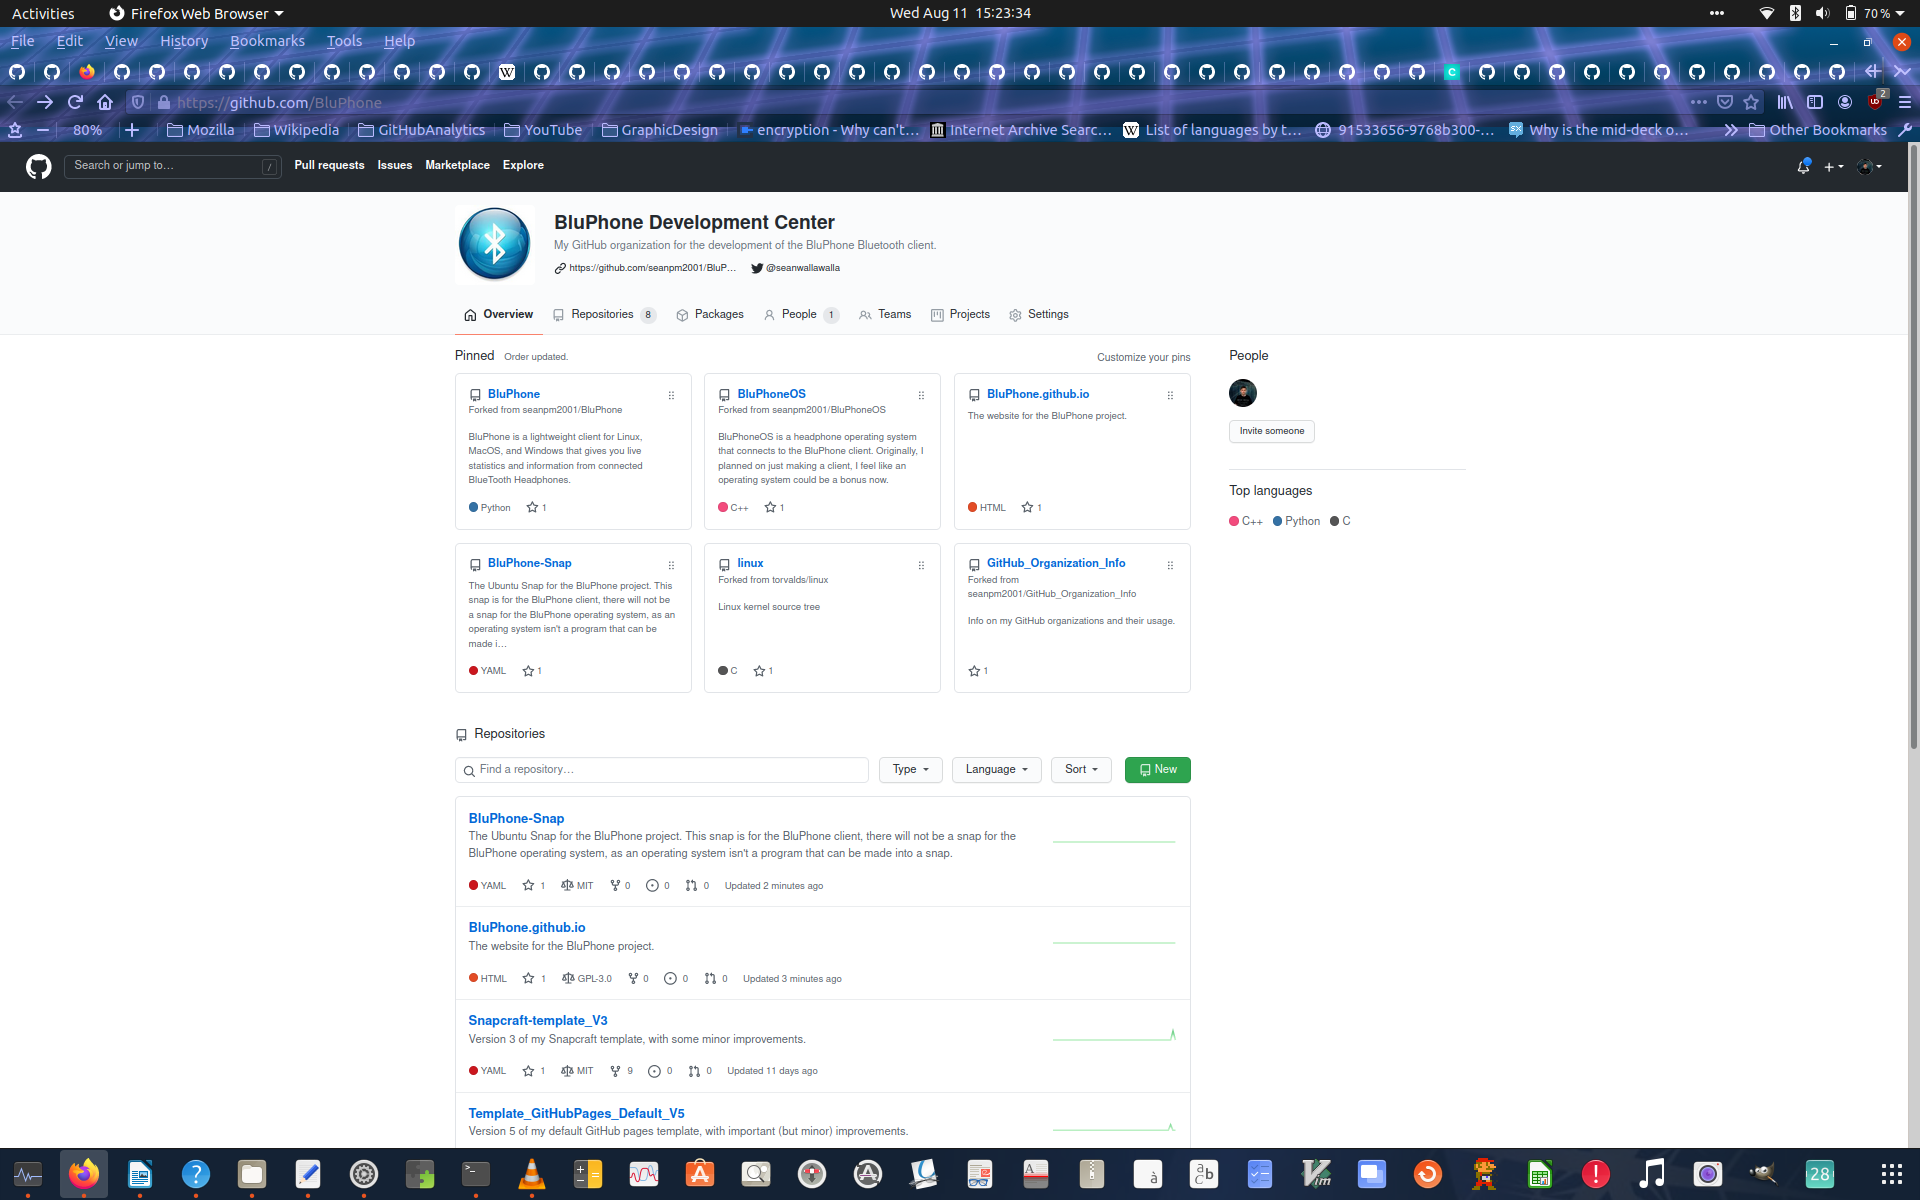 Activities
Firefox Web Browser
Wed Aug 11 15:23:34
70 %
File Edit View History Bookmarks Tools Help
https://github.com/BluPhone
2
80%
Mozilla
Wikipedia
GitHubAnalytics
YouTube
GraphicDesign
encryption - Why can't…
Internet Archive Searc…
List of languages by t…
91533656-9768b300-…
Why is the mid-deck o…
Other Bookmarks
Search or jump to…
/
Pull requests Issues Marketplace Explore
BluPhone Development Center
My GitHub organization for the development of the BluPhone Bluetooth client.
https://github.com/seanpm2001/BluP…
@seanwallawalla
Overview
Repositories 8
Packages
People 1
Teams
Projects
Settings
Pinned Order updated.
Customize your pins
BluPhone
Forked from seanpm2001/BluPhone
BluPhone is a lightweight client for Linux,
MacOS, and Windows that gives you live
statistics and information from connected
BlueTooth Headphones.
Python 1
BluPhoneOS
Forked from seanpm2001/BluPhoneOS
BluPhoneOS is a headphone operating system
that connects to the BluPhone client. Originally, I
planned on just making a client, I feel like an
operating system could be a bonus now.
C++ 1
BluPhone.github.io
The website for the BluPhone project.
HTML 1
BluPhone-Snap
The Ubuntu Snap for the BluPhone project. This
snap is for the BluPhone client, there will not be
a snap for the BluPhone operating system, as an
operating system isn't a program that can be
made i…
YAML 1
linux
Forked from torvalds/linux
Linux kernel source tree
C 1
GitHub_Organization_Info
Forked from
seanpm2001/GitHub_Organization_Info
Info on my GitHub organizations and their usage.
1
People
Invite someone
Top languages
C++ Python C
Repositories
Find a repository…
Type
Language
Sort
New
BluPhone-Snap
The Ubuntu Snap for the BluPhone project. This snap is for the BluPhone client, there will not be a snap for the
BluPhone operating system, as an operating system isn't a program that can be made into a snap.
YAML 1 MIT 0 0 0 Updated 2 minutes ago
BluPhone.github.io
The website for the BluPhone project.
HTML 1 GPL-3.0 0 0 0 Updated 3 minutes ago
Snapcraft-template_V3
Version 3 of my Snapcraft template, with some minor improvements.
YAML 1 MIT 9 0 0 Updated 11 days ago
Template_GitHubPages_Default_V5
Version 5 of my default GitHub pages template, with important (but minor) improvements.
28